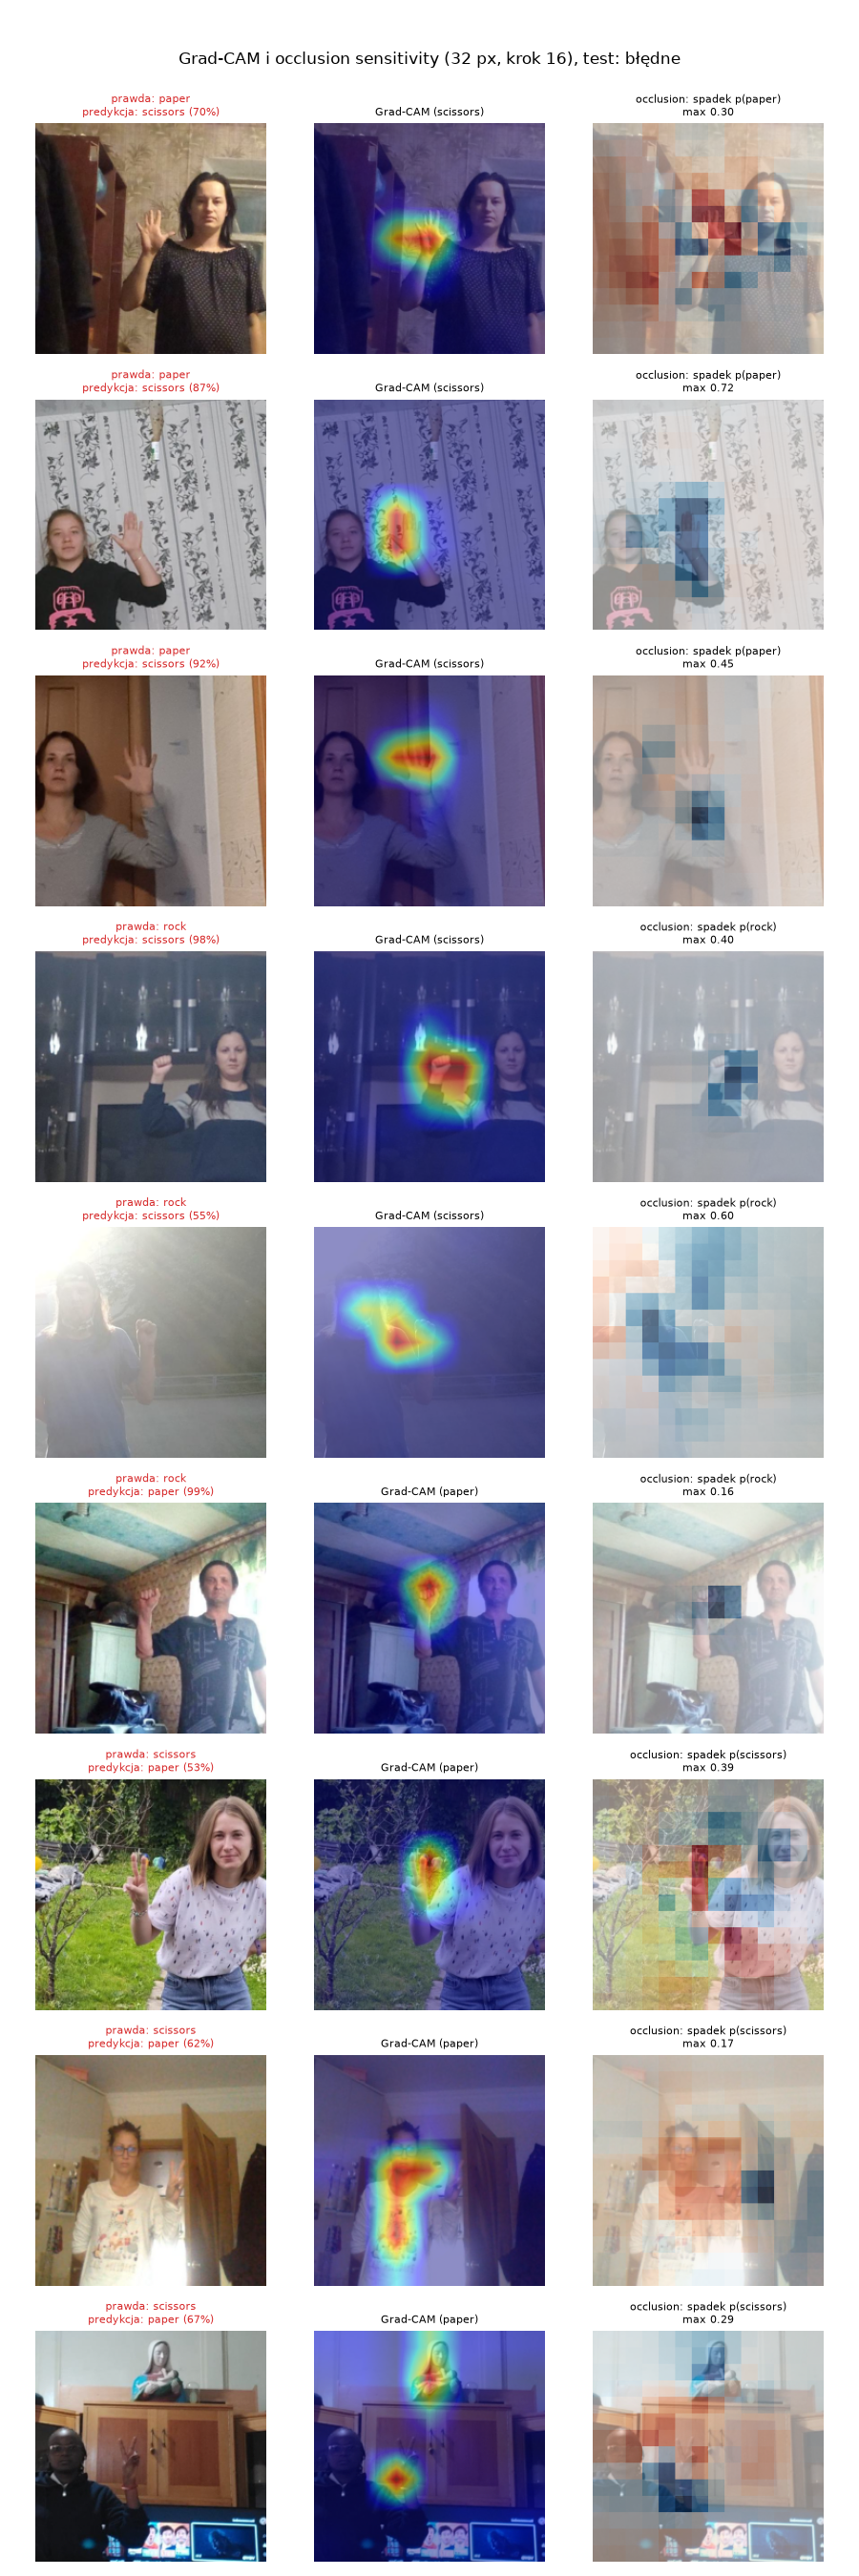 Grad-CAM i occlusion sensitivity (32 px, krok 16), test: błędne
prawda: paper
predykcja: scissors (70%)
Grad-CAM (scissors)
occlusion: spadek p(paper)
max 0.30
prawda: paper
predykcja: scissors (87%)
Grad-CAM (scissors)
occlusion: spadek p(paper)
max 0.72
prawda: paper
predykcja: scissors (92%)
Grad-CAM (scissors)
occlusion: spadek p(paper)
max 0.45
prawda: rock
predykcja: scissors (98%)
Grad-CAM (scissors)
occlusion: spadek p(rock)
max 0.40
prawda: rock
predykcja: scissors (55%)
Grad-CAM (scissors)
occlusion: spadek p(rock)
max 0.60
prawda: rock
predykcja: paper (99%)
Grad-CAM (paper)
occlusion: spadek p(rock)
max 0.16
prawda: scissors
predykcja: paper (53%)
Grad-CAM (paper)
occlusion: spadek p(scissors)
max 0.39
prawda: scissors
predykcja: paper (62%)
Grad-CAM (paper)
occlusion: spadek p(scissors)
max 0.17
prawda: scissors
predykcja: paper (67%)
Grad-CAM (paper)
occlusion: spadek p(scissors)
max 0.29